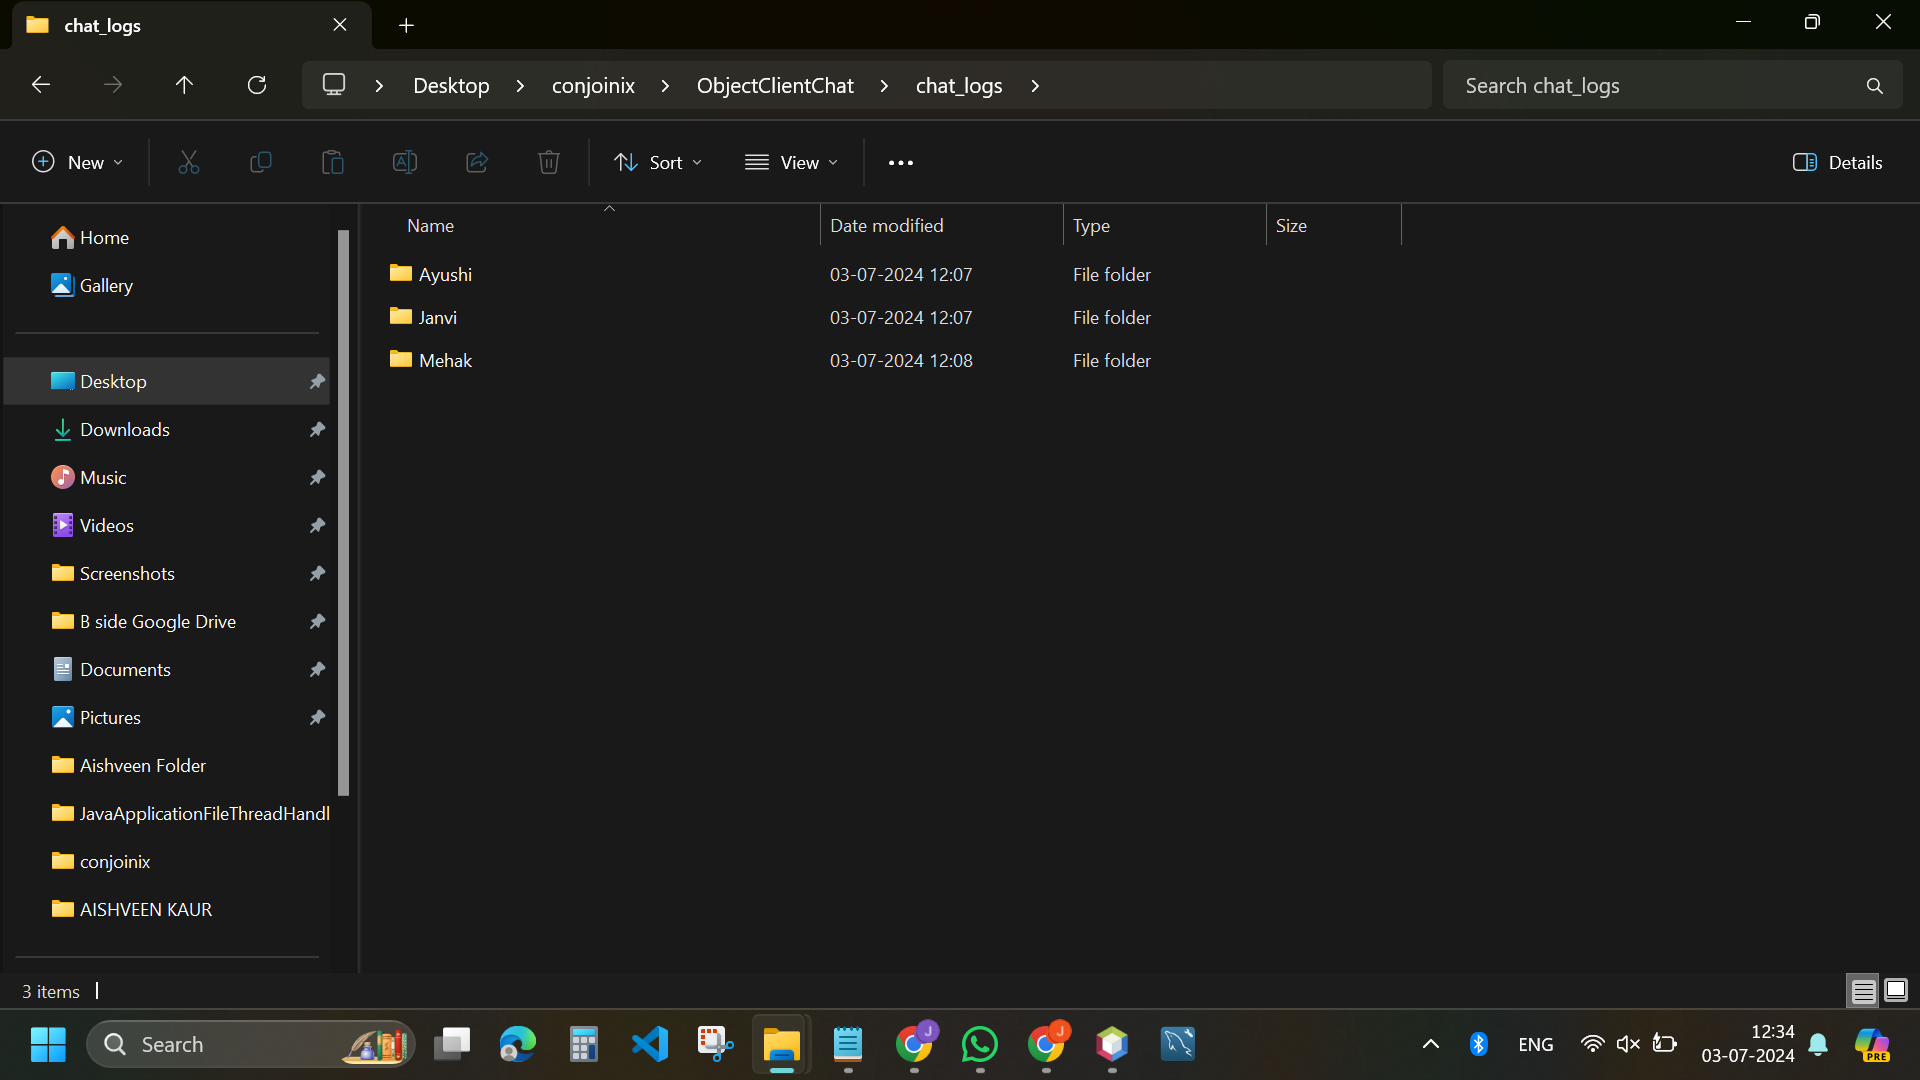 chat_logs
Desktop
conjoinix
ObjectClientChat
chat_logs
Search chat_logs
New
Sort
View
Details
Name
Date modified
Type
Size
Ayushi
03-07-2024 12:07
File folder
Janvi
03-07-2024 12:07
File folder
Mehak
03-07-2024 12:08
File folder
Home
Gallery
Desktop
Downloads
Music
Videos
Screenshots
B side Google Drive
Documents
Pictures
Aishveen Folder
JavaApplicationFileThreadHandl
conjoinix
AISHVEEN KAUR
3 items
Search
J
J
ENG
12:34
03-07-2024
PRE